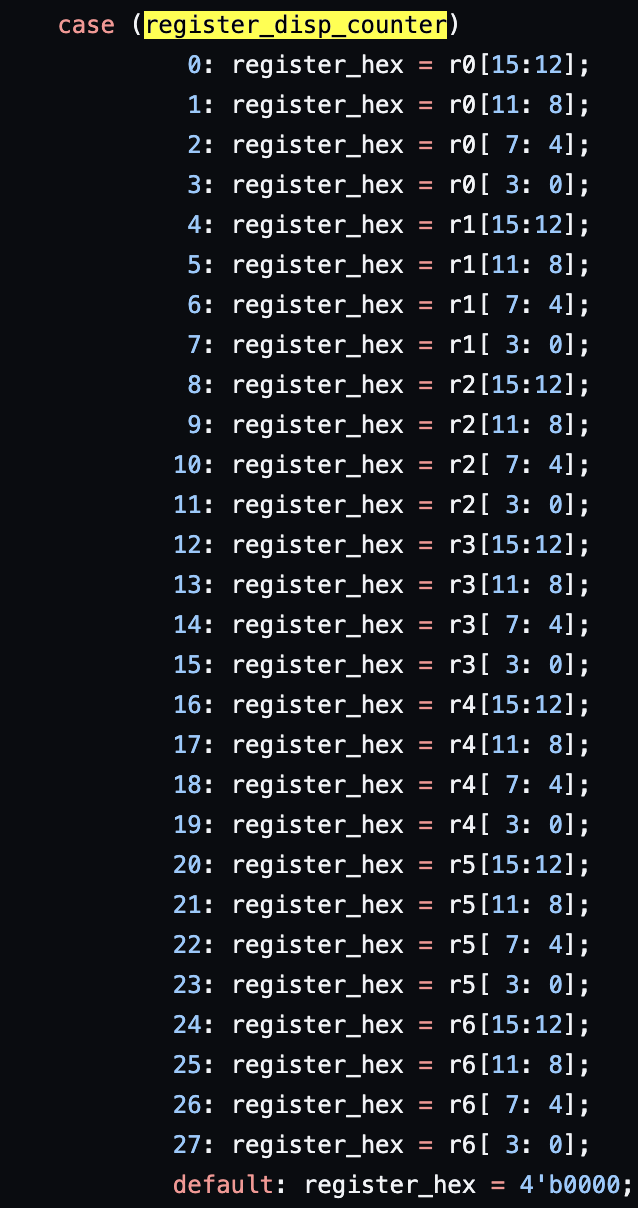 case (register_disp_counter)
0: register_hex = r0[15:12];
1: register_hex = r0[11: 8];
2: register_hex = r0[ 7: 4];
3: register_hex = r0[ 3: 0];
4: register_hex = r1[15:12];
5: register_hex = r1[11: 8];
6: register_hex = r1[ 7: 4];
7: register_hex = r1[ 3: 0];
8: register_hex = r2[15:12];
9: register_hex = r2[11: 8];
10: register_hex = r2[ 7: 4];
11: register_hex = r2[ 3: 0];
12: register_hex = r3[15:12];
13: register_hex = r3[11: 8];
14: register_hex = r3[ 7: 4];
15: register_hex = r3[ 3: 0];
16: register_hex = r4[15:12];
17: register_hex = r4[11: 8];
18: register_hex = r4[ 7: 4];
19: register_hex = r4[ 3: 0];
20: register_hex = r5[15:12];
21: register_hex = r5[11: 8];
22: register_hex = r5[ 7: 4];
23: register_hex = r5[ 3: 0];
24: register_hex = r6[15:12];
25: register_hex = r6[11: 8];
26: register_hex = r6[ 7: 4];
27: register_hex = r6[ 3: 0];
default: register_hex = 4'b0000;